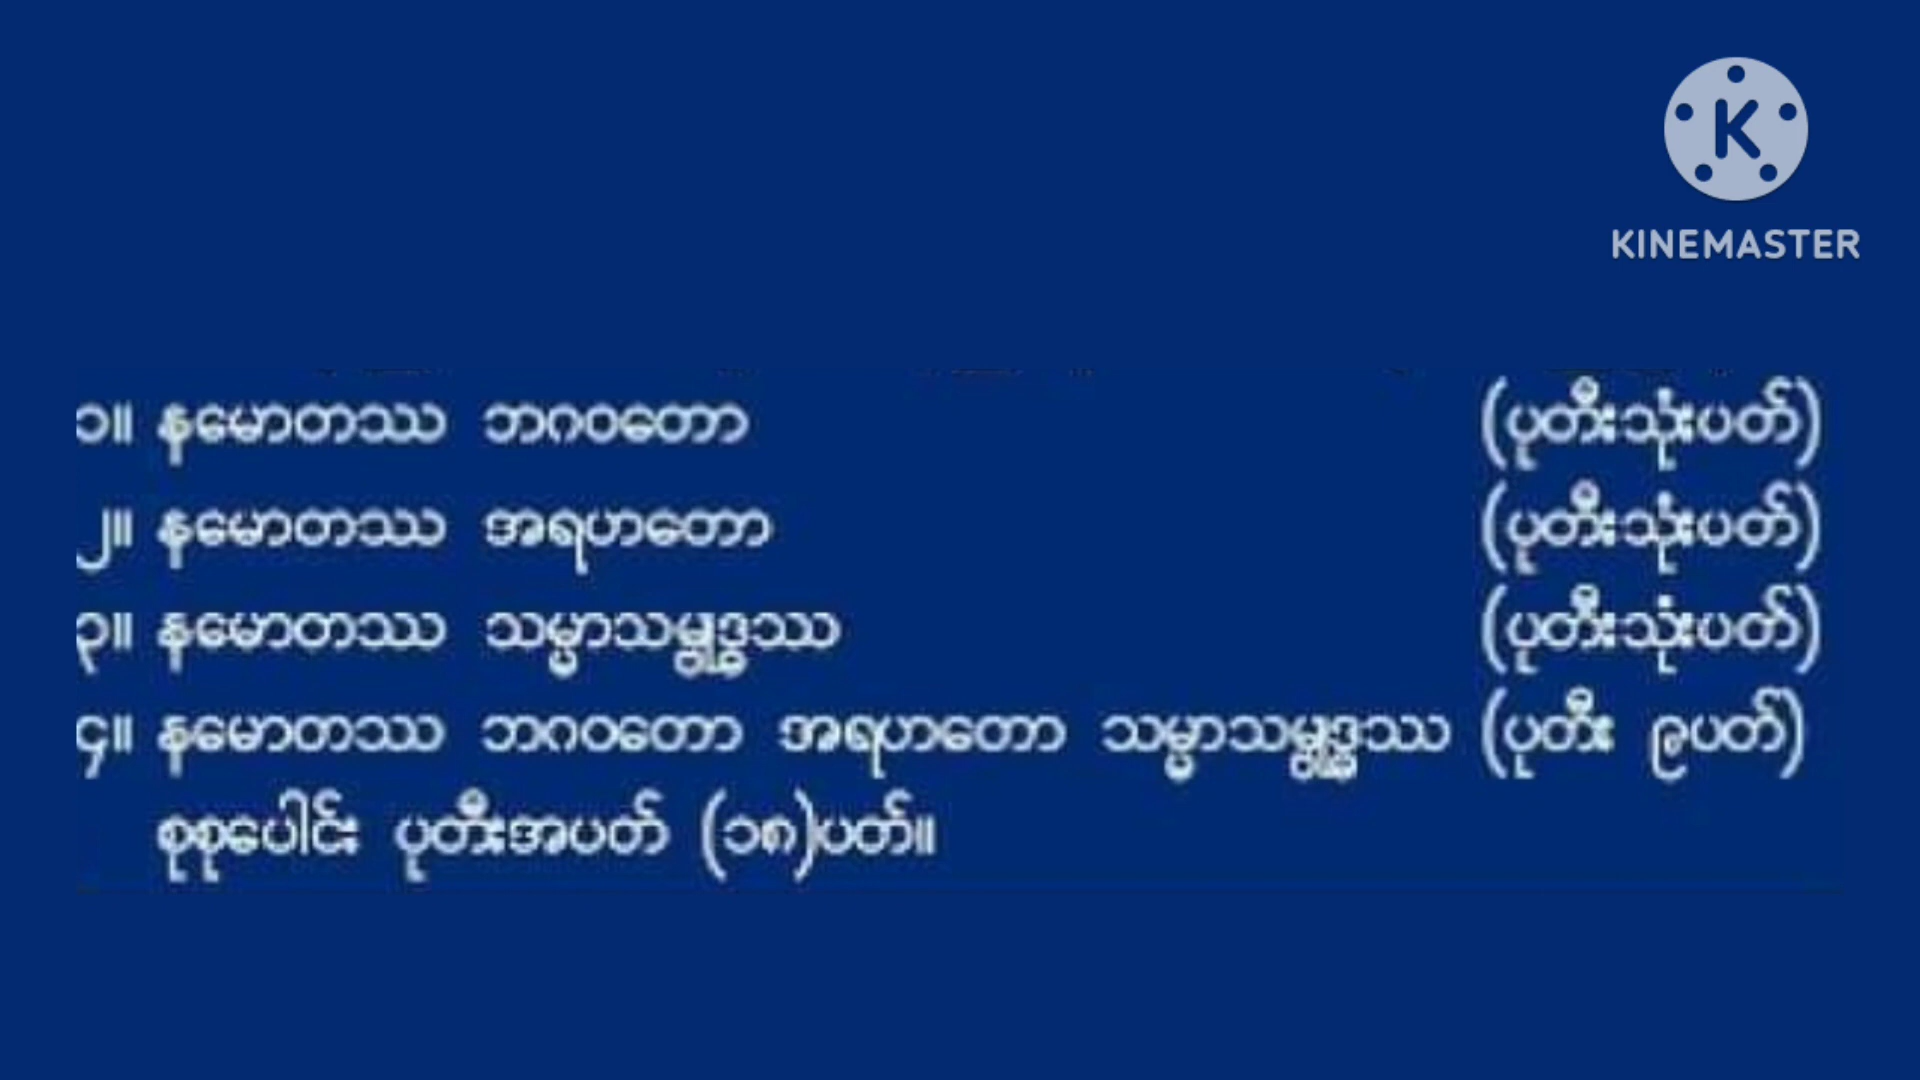 KINEMASTER
၁။ နမောတဿ ဘဂဝတော (ပုတီးသုံးပတ်)
၂။ နမောတဿ အရဟတော (ပုတီးသုံးပတ်)
၃။ နမောတဿ သမ္မာသမ္ဗုဒ္ဓဿ (ပုတီးသုံးပတ်)
၄။ နမောတဿ ဘဂဝတော အရဟတော သမ္မာသမ္ဗုဒ္ဓဿ (ပုတီး ၉ပတ်)
စုစုပေါင်း ပုတီးအပတ် (၁၈)ပတ်။